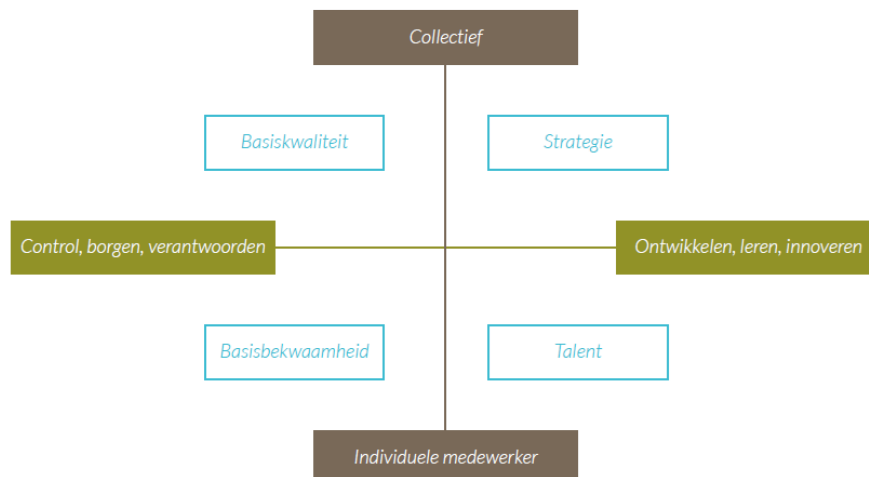 Collectief
Basiskwaliteit
Strategie
Control, borgen, verantwoorden
Ontwikkelen, leren, innoveren
Basisbekwaamheid
Talent
Individuele medewerker